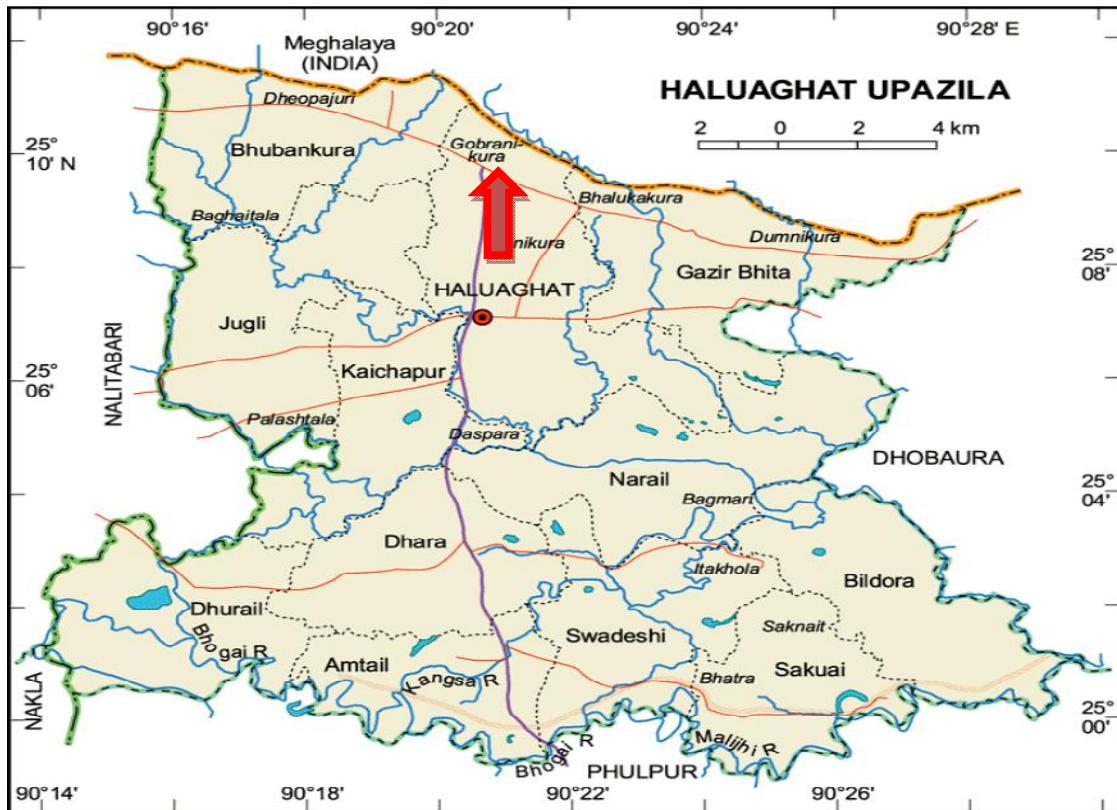 90°16' 90°20' 90°24' 90°28' E
Meghalaya
(INDIA)
HALUAGHAT UPAZILA
2 0 2 4 km
Dheopajuri
25°
10' N
Bhubankura
Gobrani-
kura
Bhalukakura
Baghaitala
nikura
Dumnikura
Gazir Bhita
25°
08'
HALUAGHAT
Jugli
NALITABARI
Kaichapur
25°
06'
Palashtala
Daspara
DHOBAURA
Narail
Bagmari
25°
04'
Dhara
Itakhola
Bildora
Dhurail
Bhogai R
Swadeshi
Saknait
Amtail
Kangsa R
Bhatra
Sakuai
NAKLA
25°
00'
Bhogai R
Malijhi R
PHULPUR
90°14' 90°18' 90°22' 90°26'